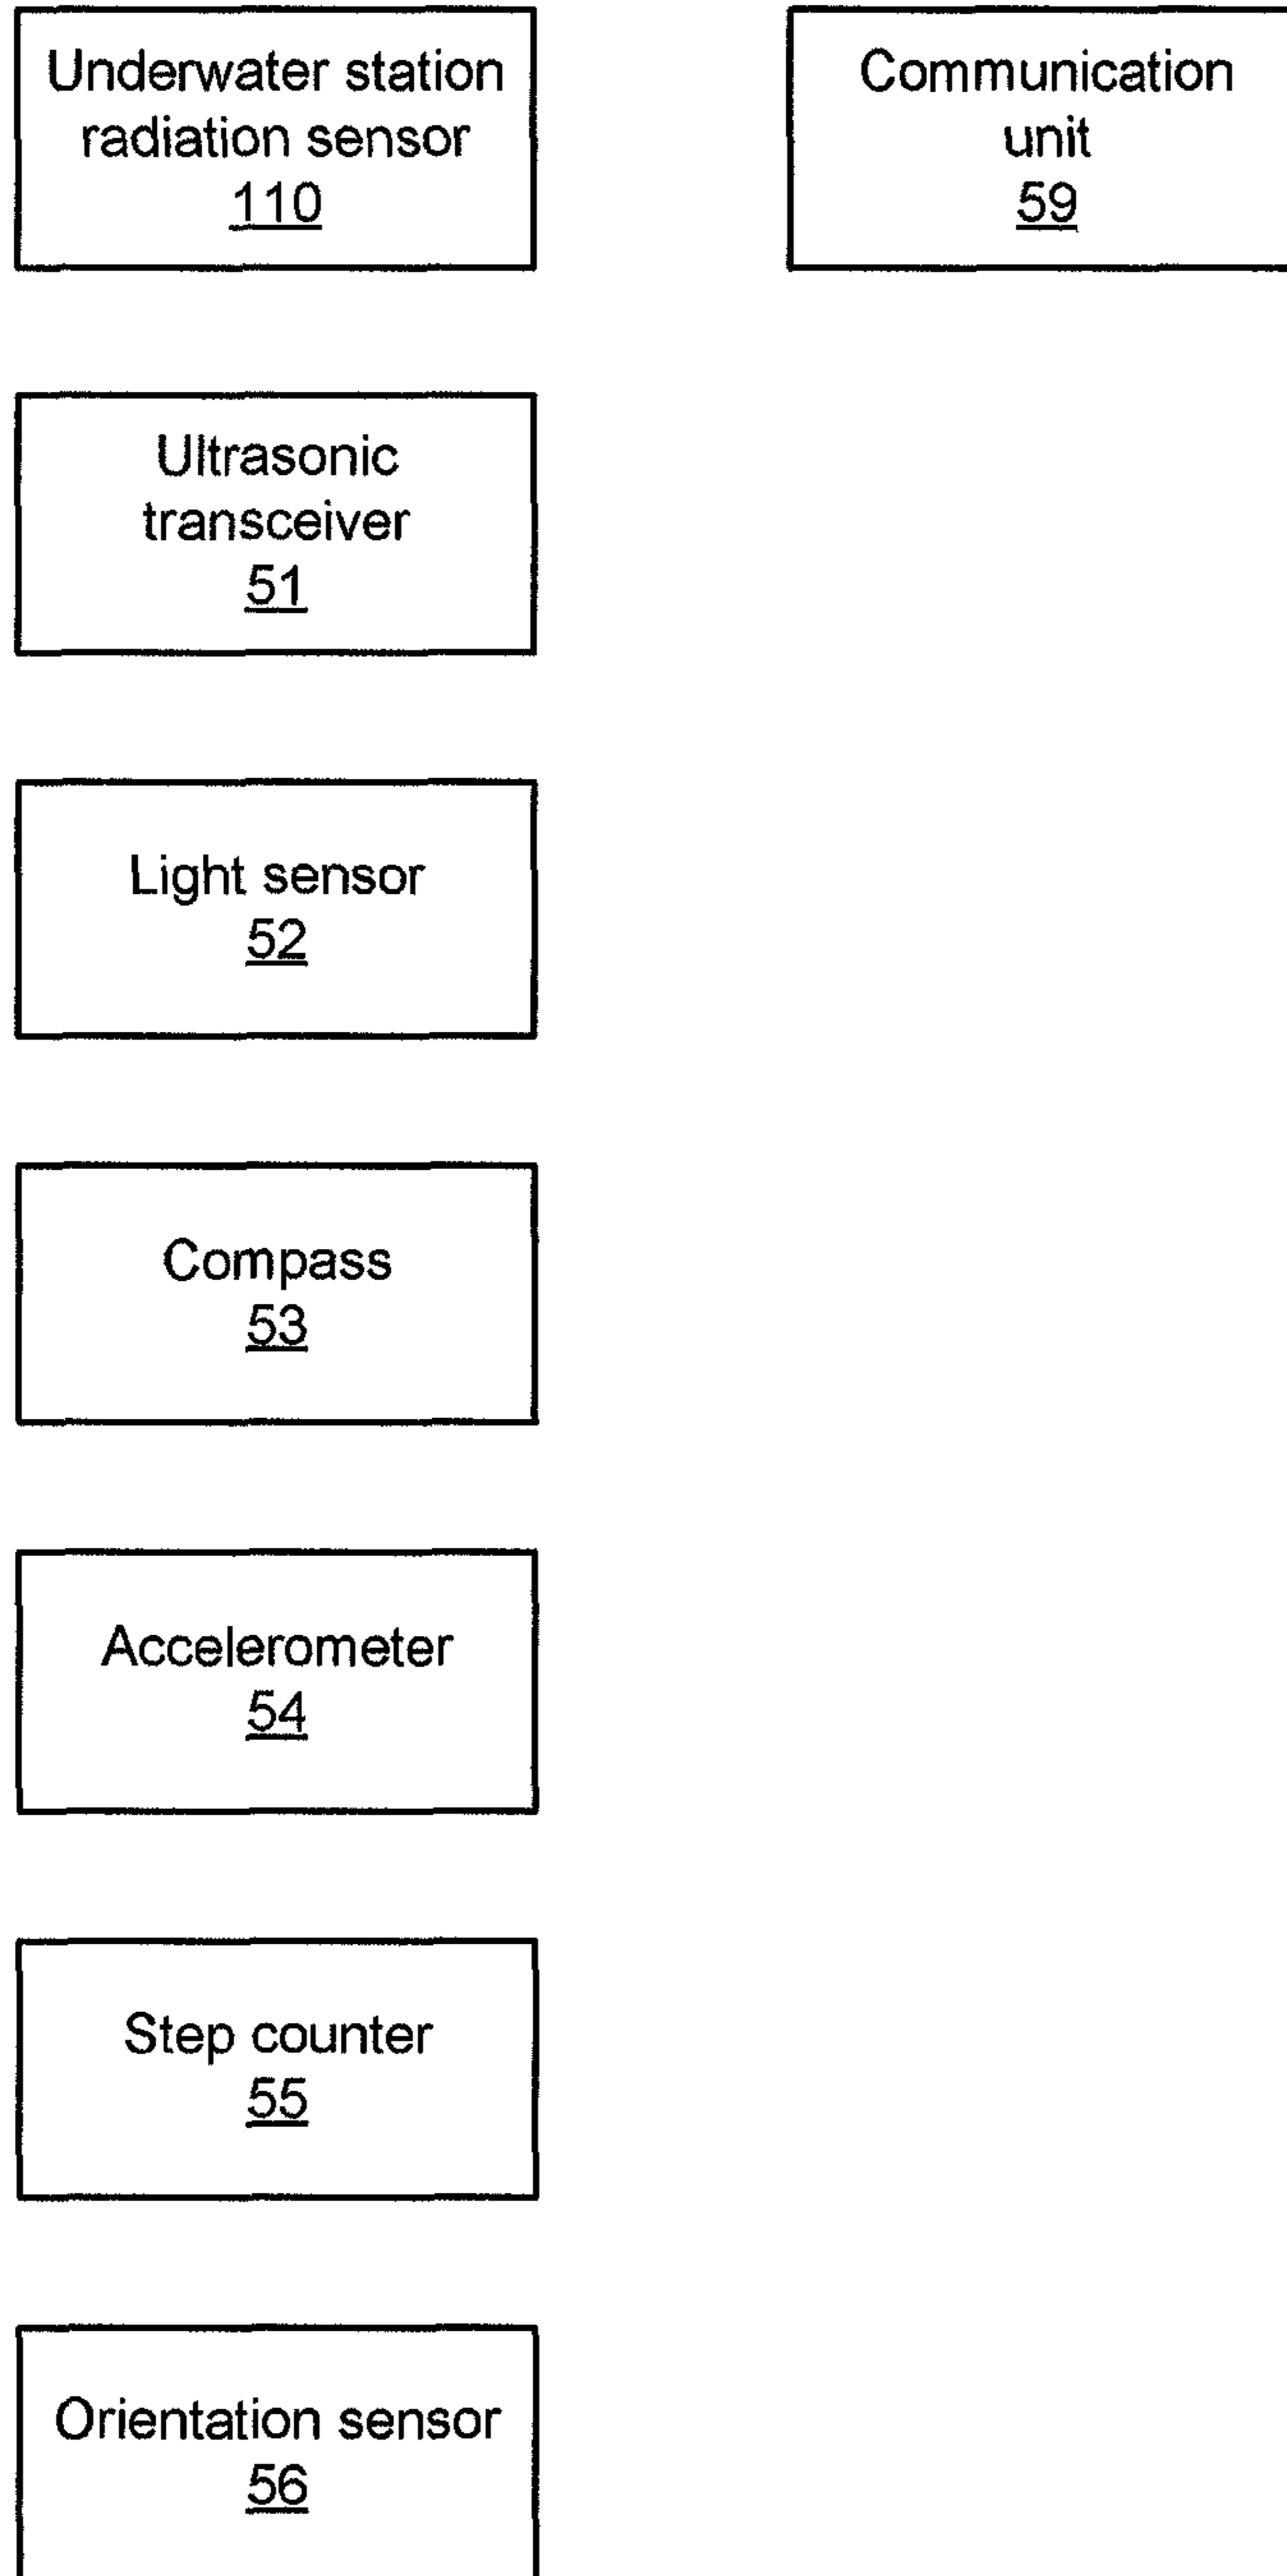 Underwater station
radiation sensor
110
Communication
unit
59
Ultrasonic
transceiver
51
Light sensor
52
Compass
53
Accelerometer
54
Step counter
55
Orientation sensor
56